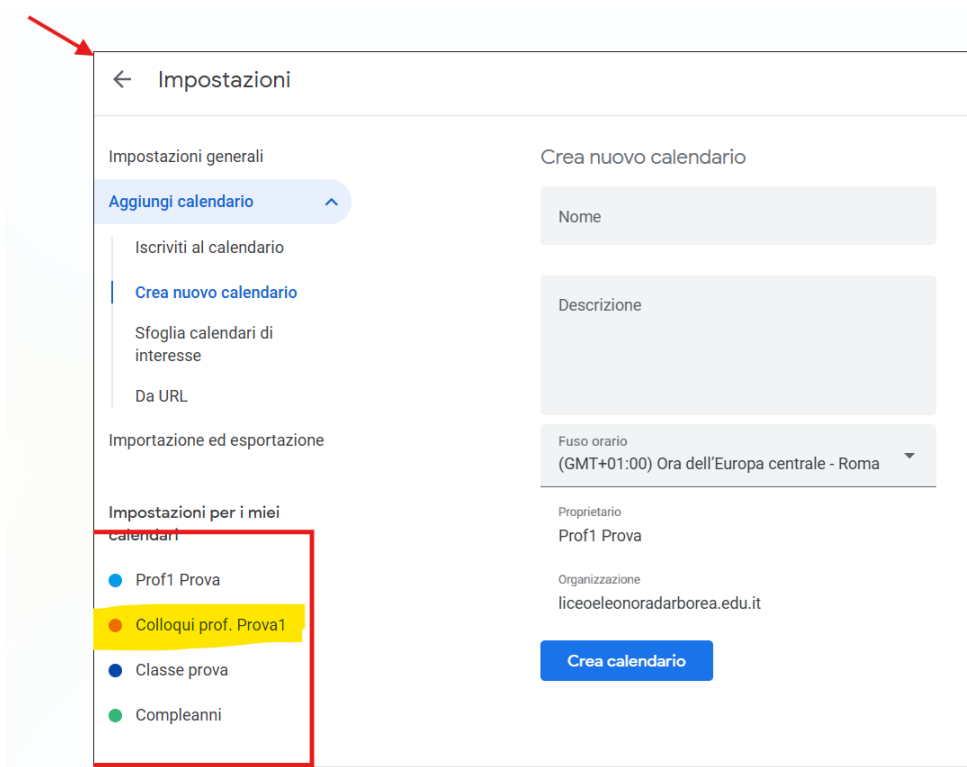 Impostazioni
Impostazioni generali
Aggiungi calendario
Iscriviti al calendario
Crea nuovo calendario
Sfoglia calendari di
interesse
Da URL
Importazione ed esportazione
Impostazioni per i miei
calendari
Prof1 Prova
Colloqui prof. Prova1
Classe prova
Compleanni
Crea nuovo calendario
Nome
Descrizione
Fuso orario
(GMT+01:00) Ora dell'Europa centrale - Roma
Proprietario
Prof1 Prova
Organizzazione
liceoeleonoradarborea.edu.it
Crea calendario